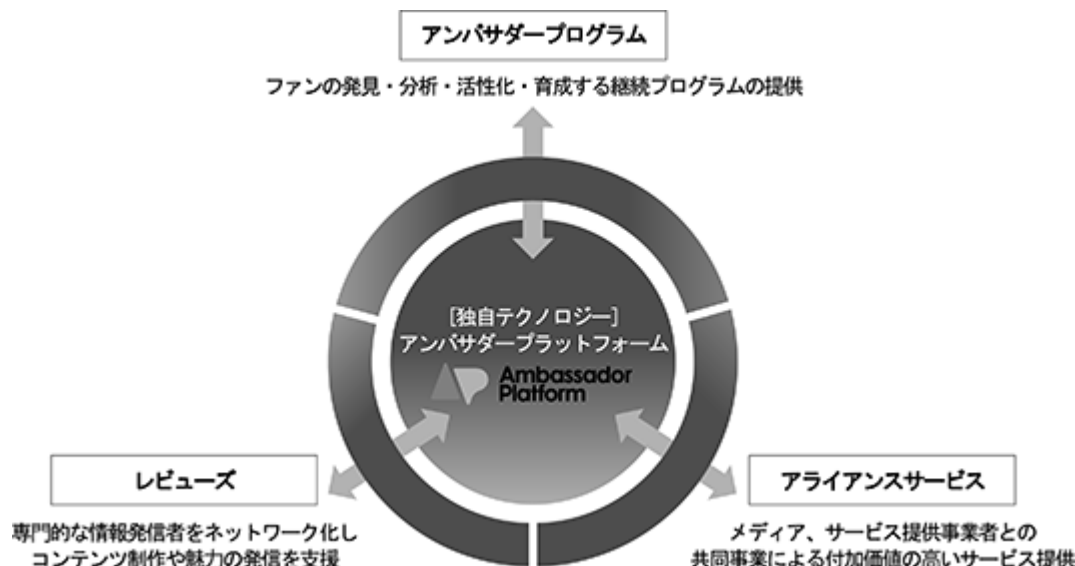 アンバサダープログラム
ファンの発見・分析・活性化・育成する継続プログラムの提供
[独自テクノロジー]
アンバサダープラットフォーム
Ambassador
Platform
レビューズ
専門的な情報発信者をネットワーク化し
コンテンツ制作や魅力の発信を支援
アライアンスサービス
メディア、サービス提供事業者との
共同事業による付加価値の高いサービス提供